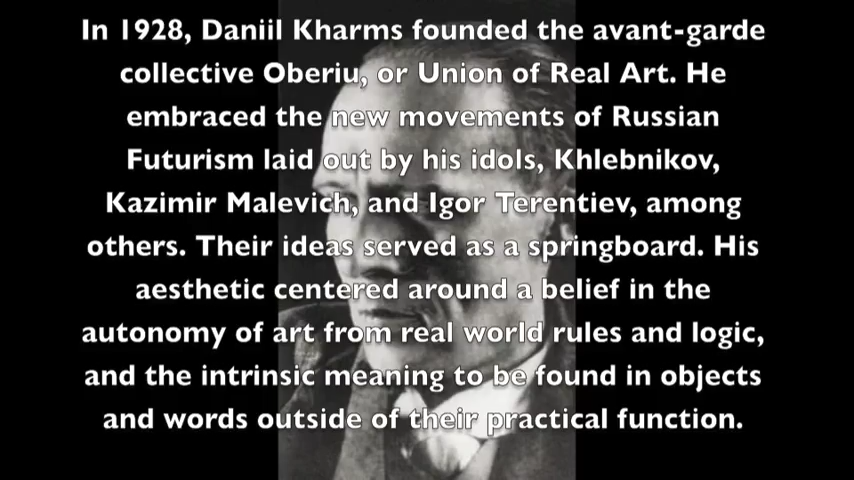 In 1928, Daniil Kharms founded the avant-garde
collective Oberiu, or Union of Real Art. He
embraced the new movements of Russian
Futurism laid out by his idols, Khlebnikov,
Kazimir Malevich, and Igor Terentiev, among
others. Their ideas served as a springboard. His
aesthetic centered around a belief in the
autonomy of art from real world rules and logic,
and the intrinsic meaning to be found in objects
and words outside of their practical function.